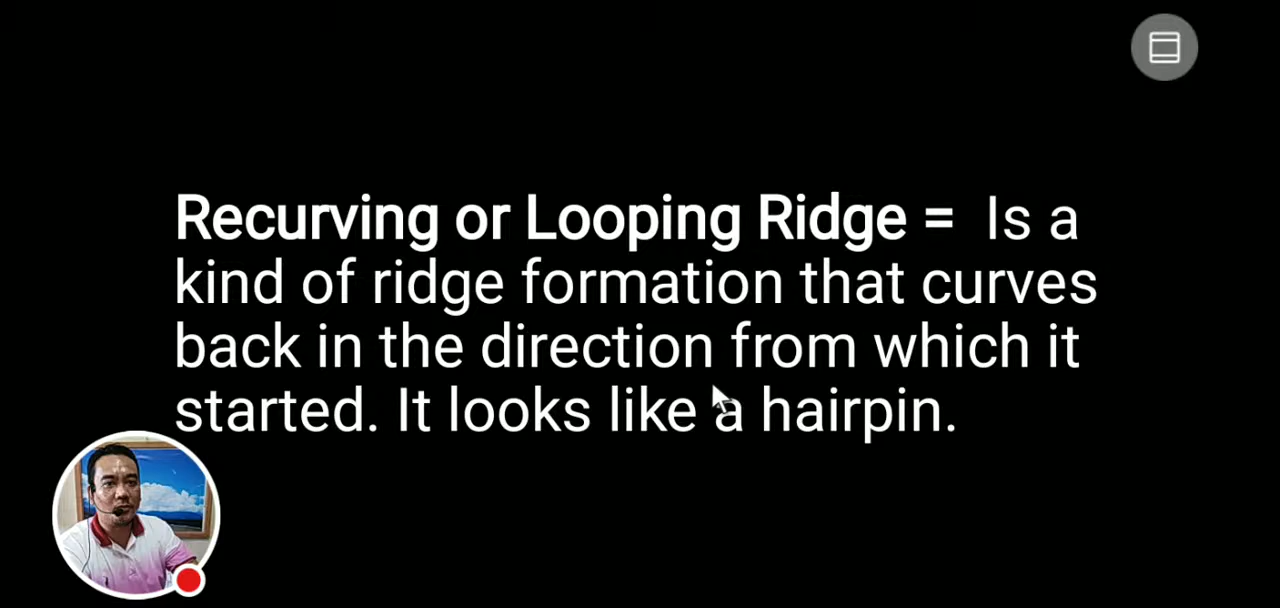 Recurving or Looping Ridge = Is a
kind of ridge formation that curves
back in the direction from which it
started. It looks like a hairpin.